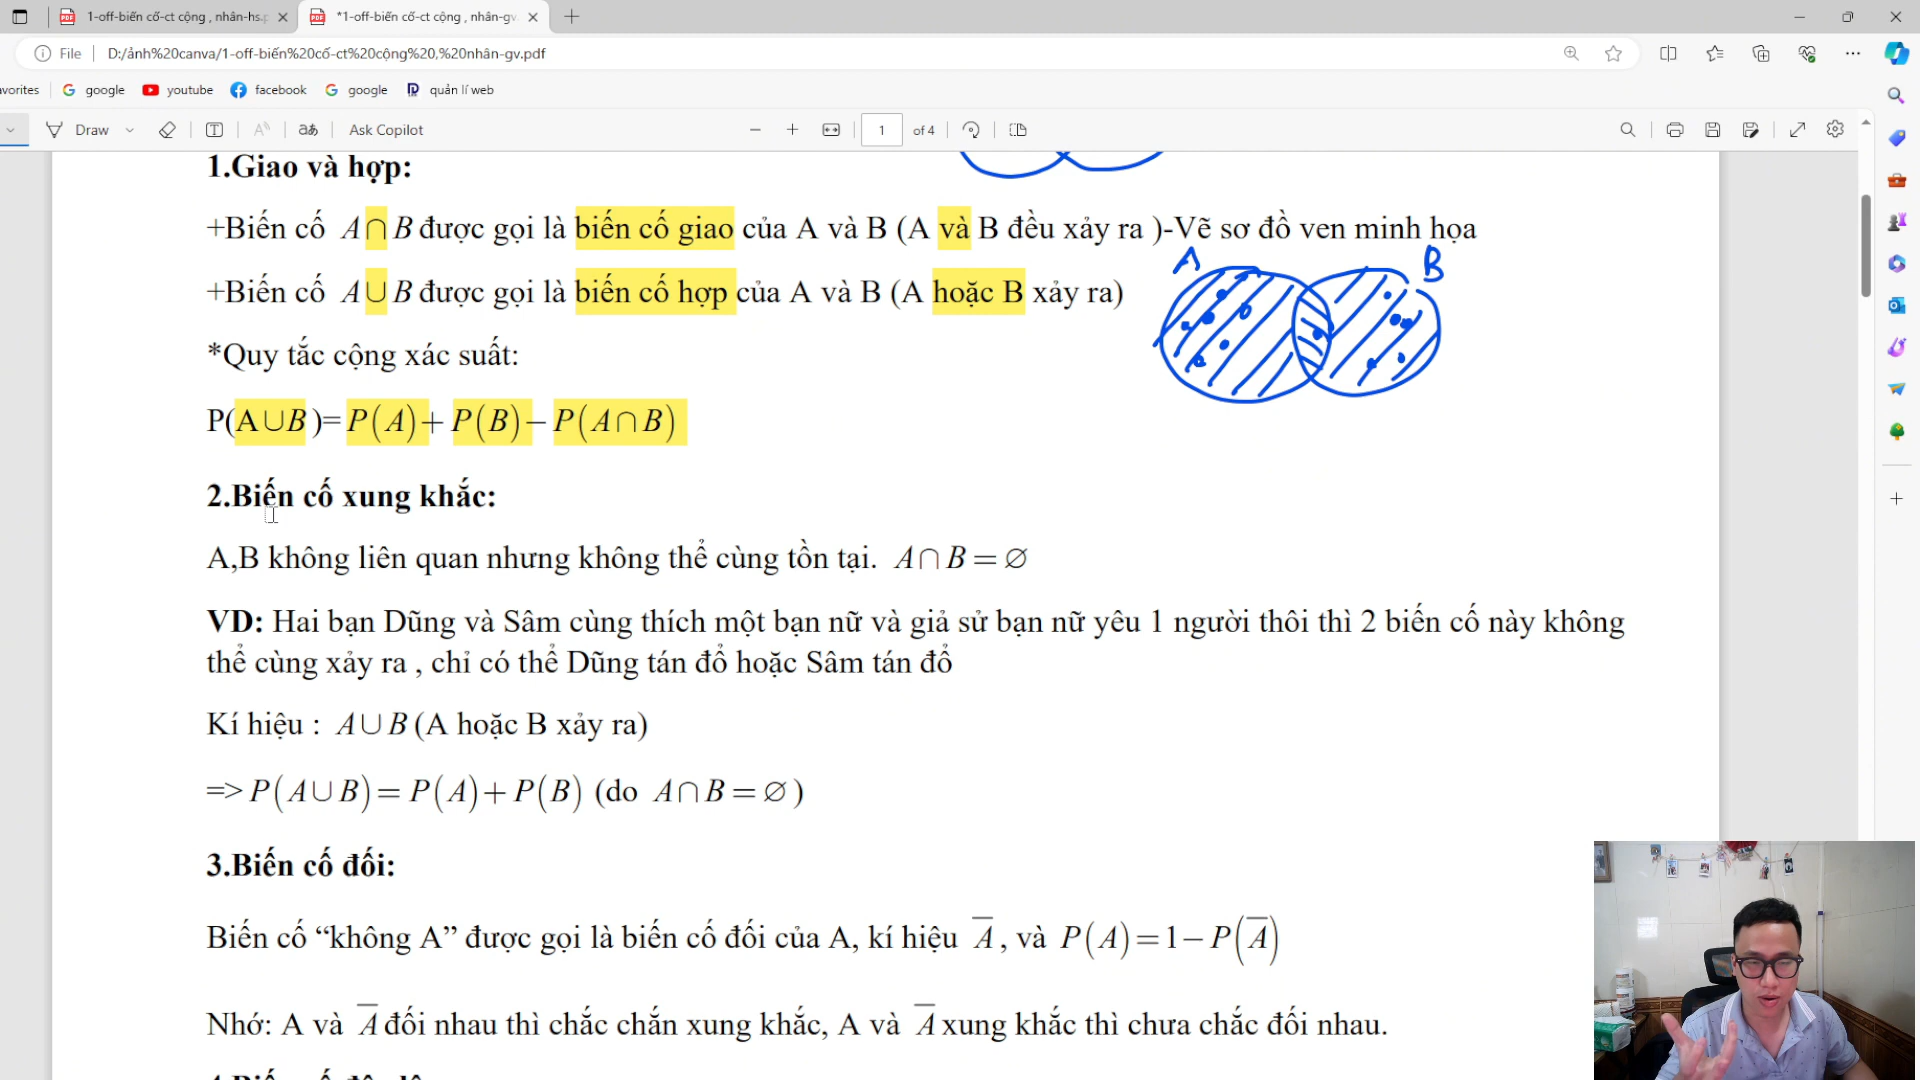 1-off-biến cố-ct cộng , nhân-hs.p
*1-off-biến cố-ct cộng , nhân-gv.
File
D:/ảnh%20canva/1-off-biến%20cố-ct%20cộng%20,%20nhân-gv.pdf
avorites
google
youtube
facebook
google
quản lí web
Draw
aあ
Ask Copilot
1
of 4
1.Giao và hợp:
+Biến cố A∩B được gọi là biến cố giao của A và B (A và B đều xảy ra )-Vẽ sơ đồ ven minh họa
+Biến cố A∪B được gọi là biến cố hợp của A và B (A hoặc B xảy ra)
A
B
*Quy tắc cộng xác suất:
P(A∪B)=P(A)+P(B)−P(A∩B)
2.Biến cố xung khắc:
A,B không liên quan nhưng không thể cùng tồn tại. A∩B=∅
VD: Hai bạn Dũng và Sâm cùng thích một bạn nữ và giả sử bạn nữ yêu 1 người thôi thì 2 biến cố này không
thể cùng xảy ra , chỉ có thể Dũng tán đổ hoặc Sâm tán đổ
Kí hiệu : A∪B (A hoặc B xảy ra)
=> P(A∪B)=P(A)+P(B) (do A∩B=∅)
3.Biến cố đối:
Biến cố “không A” được gọi là biến cố đối của A, kí hiệu A̅, và P(A)=1−P(A̅)
Nhớ: A và A̅ đối nhau thì chắc chắn xung khắc, A và A̅ xung khắc thì chưa chắc đối nhau.